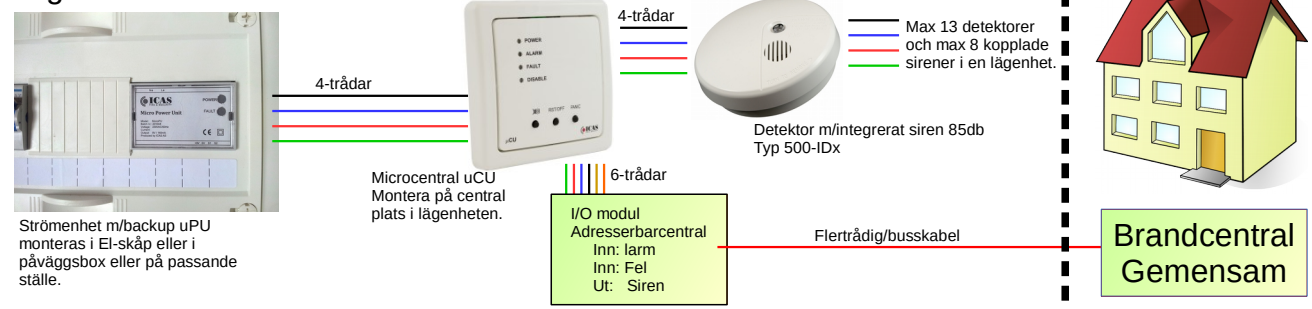 4-trådar
Max 13 detektorer
och max 8 kopplade
sirener i en lägenhet.
POWER
ALARM
FAULT
DISABLE
ICAS
µCU
4-trådar
ICAS
Micro Power Unit
POWER
FAULT
CE
Detektor m/integrerat siren 85db
Typ 500-IDx
Microcentral uCU
Montera på central
plats i lägenheten.
6-trådar
I/O modul
Adresserbarcentral
Inn: larm
Inn: Fel
Ut: Siren
Flertrådig/busskabel
Brandcentral
Gemensam
Strömenhet m/backup uPU
monteras i El-skåp eller i
påväggsbox eller på passande
ställe.